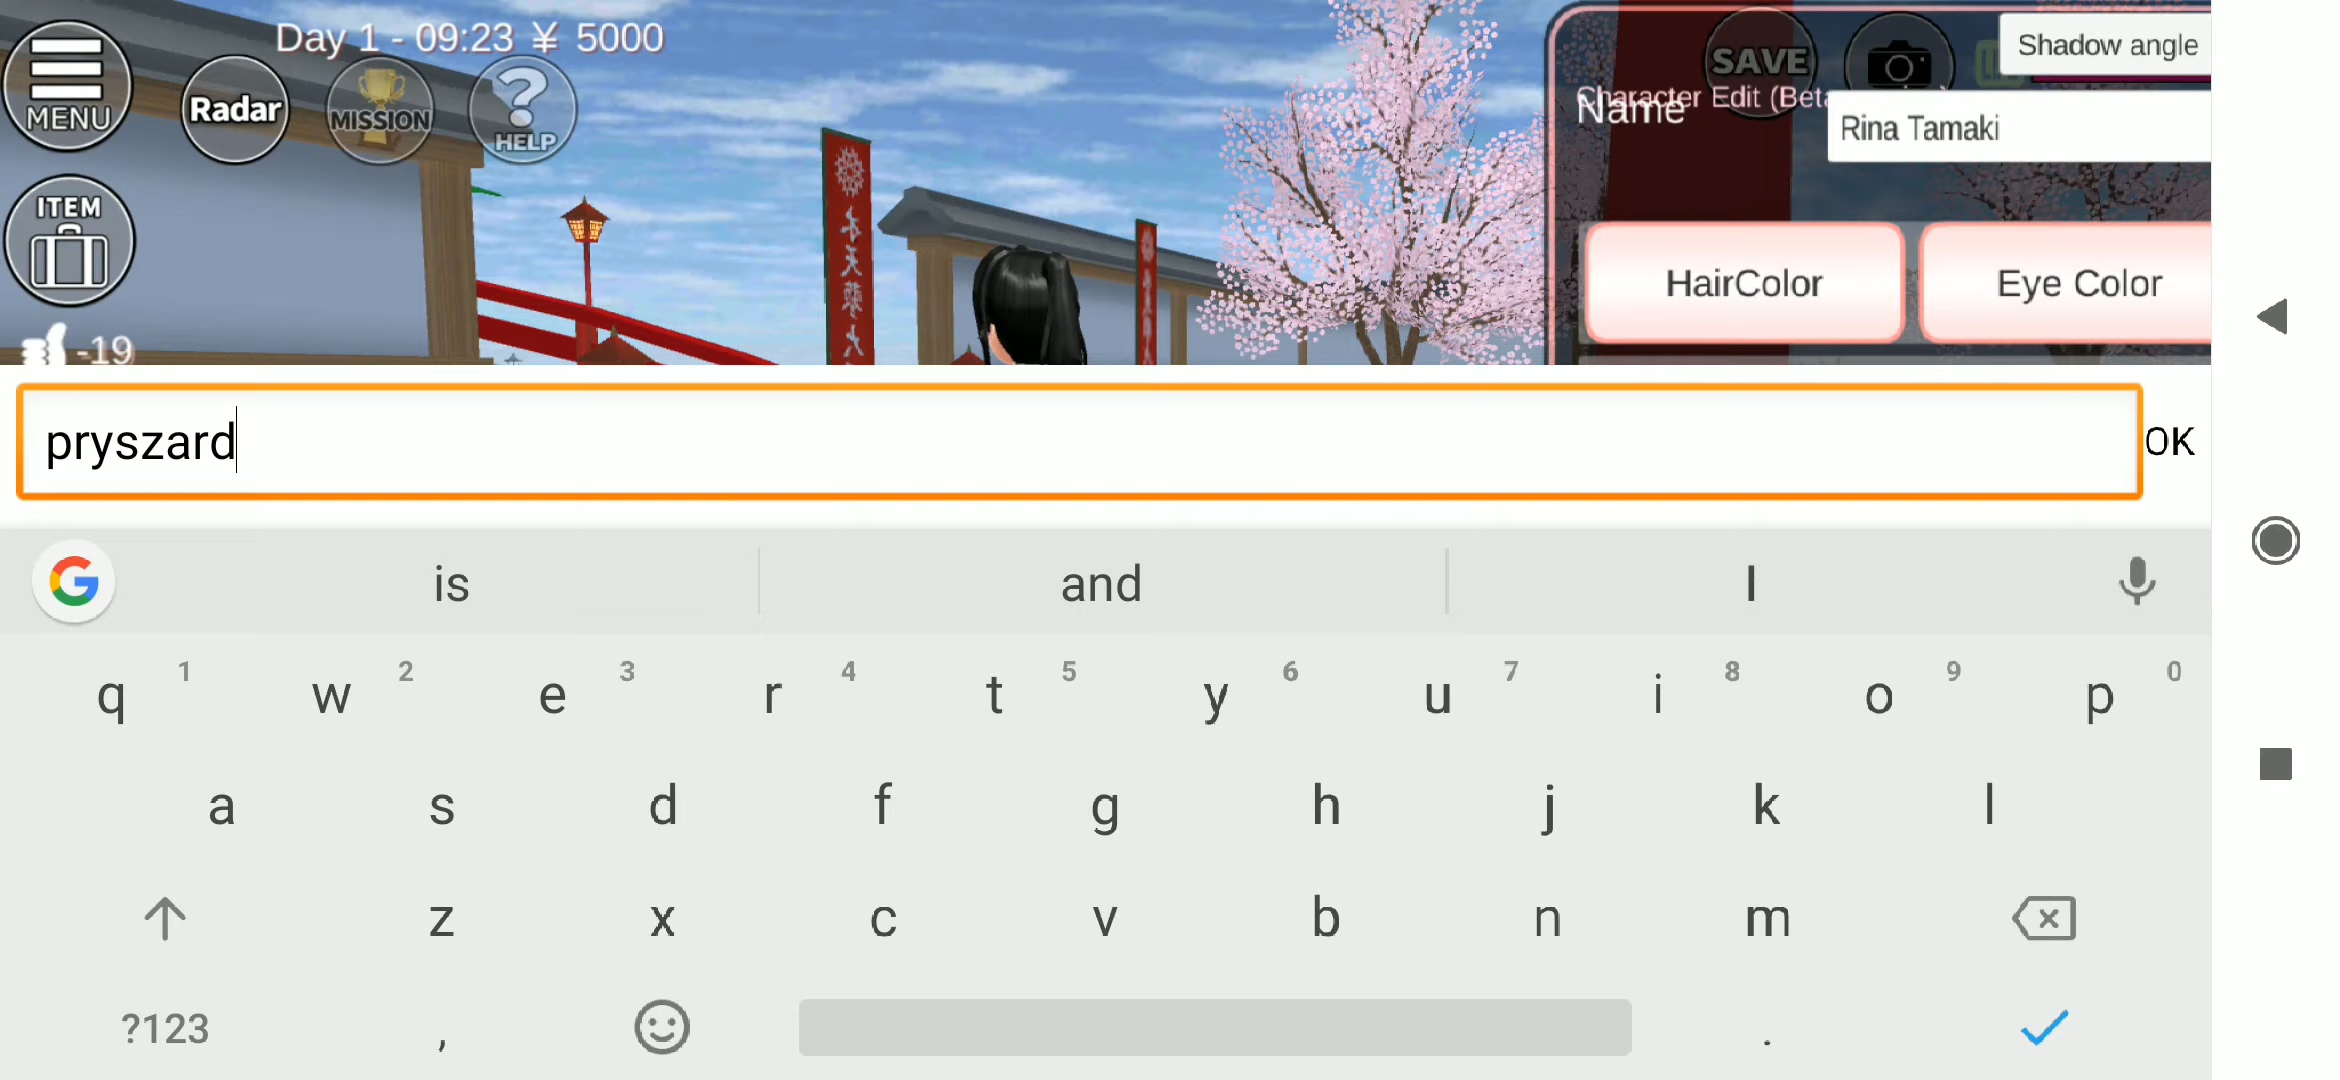 Day 1 - 09:23 ¥ 5000
MENU
Radar
MISSION
?
HELP
SAVE
Shadow angle
Character Edit (Beta
Name
Rina Tamaki
ITEM
HairColor
Eye Color
-19
pryszard
OK
G
is
and
I
q 1 w 2 e 3 r 4 t 5 y 6 u 7 i 8 o 9 p 0
a s d f g h j k l
z x c v b n m
?123 , .